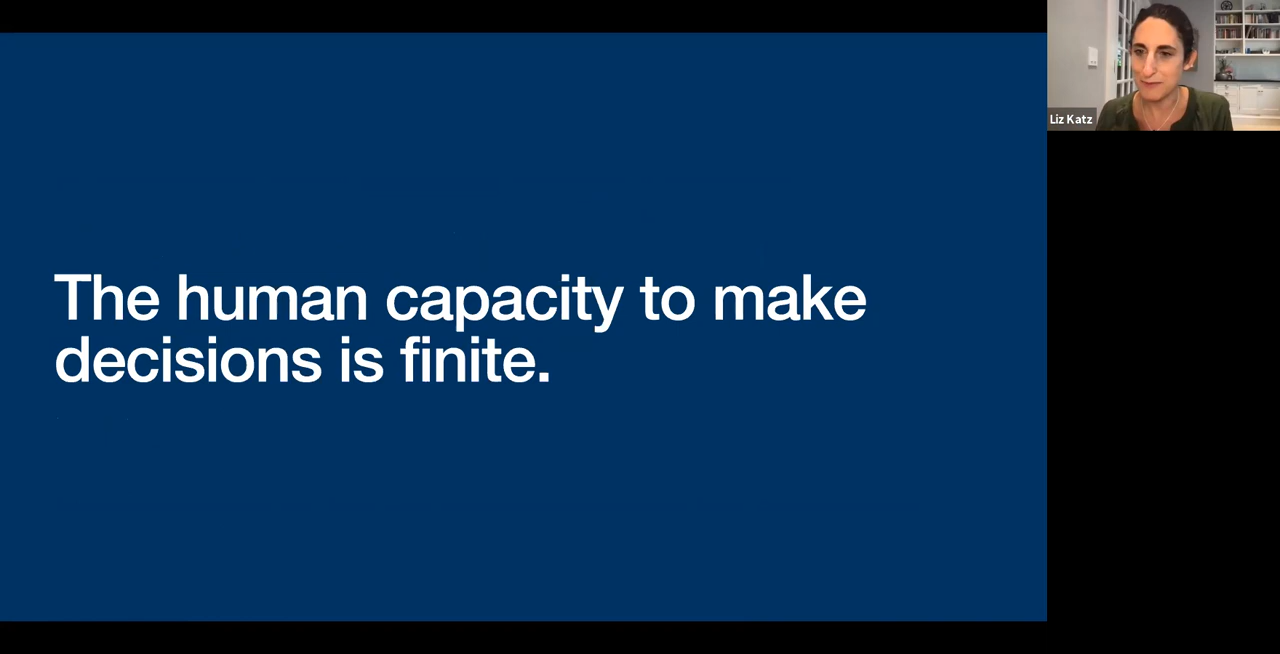 The human capacity to make
decisions is finite.
Liz Katz